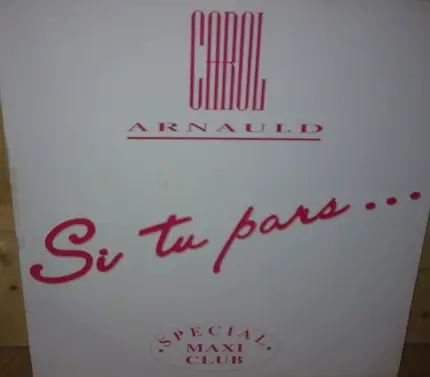 CAROL
ARNAULD
Si tu pars...
• SPECIAL •
MAXI
CLUB